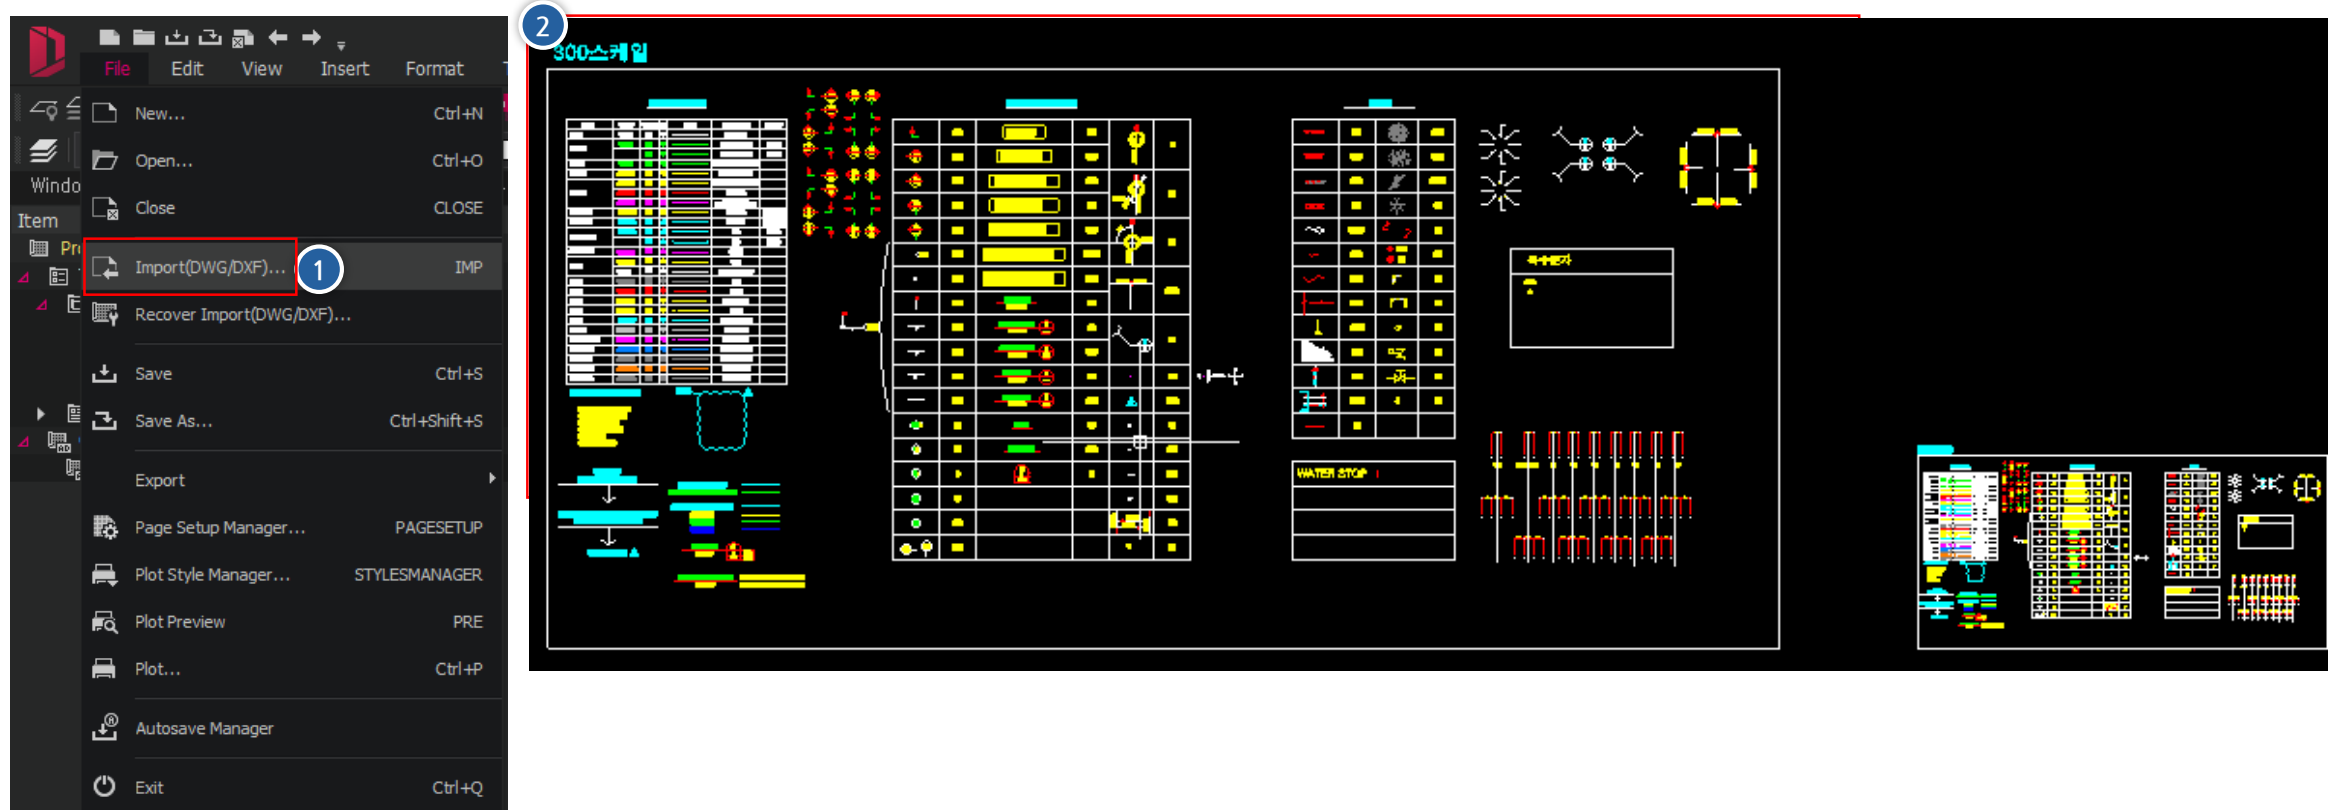 File Edit View Insert Format
New... Ctrl+N
Open... Ctrl+O
Close CLOSE
Windo
Item
Import(DWG/DXF)... IMP
1
Recover Import(DWG/DXF)...
Save Ctrl+S
Save As... Ctrl+Shift+S
Export
Page Setup Manager... PAGESETUP
Plot Style Manager... STYLESMANAGER
Plot Preview PRE
Plot... Ctrl+P
Autosave Manager
Exit Ctrl+Q
2
300스케일
WATER STOP